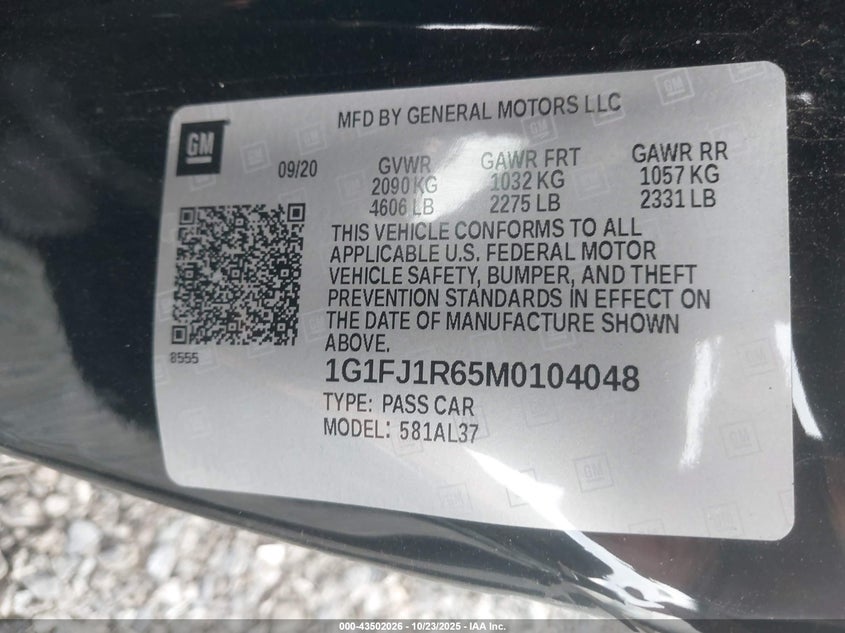 MFD BY GENERAL MOTORS LLC
GM
09/20
GVWR GAWR FRT GAWR RR
2090 KG 1032 KG 1057 KG
4606 LB 2275 LB 2331 LB
THIS VEHICLE CONFORMS TO ALL
APPLICABLE U.S. FEDERAL MOTOR
VEHICLE SAFETY, BUMPER, AND THEFT
PREVENTION STANDARDS IN EFFECT ON
THE DATE OF MANUFACTURE SHOWN
ABOVE.
8555
1G1FJ1R65M0104048
TYPE: PASS CAR
MODEL: 581AL37
000-43502026 - 10/23/2025 - IAA Inc.